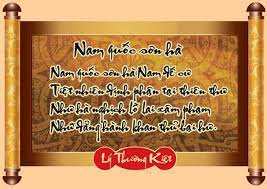 Nam quốc sơn hà
Nam quốc sơn hà Nam đế cư
Tiệt nhiên định phận tại thiên thư
Như hà nghịch lỗ lai xâm phạm
Nhữ đẳng hành khan thủ bại hư.
Lý Thường Kiệt